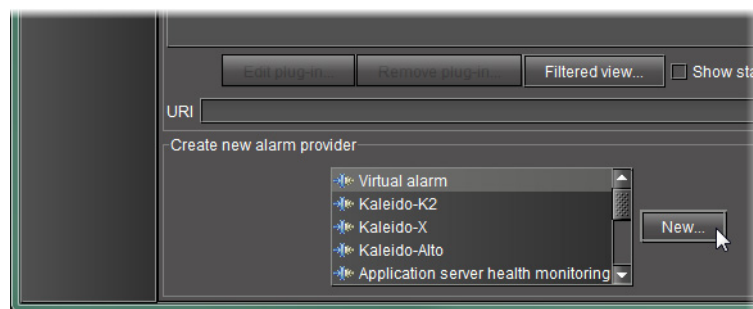 Edit plug-in... Remove plug-in... Filtered view... Show sta
URI
Create new alarm provider
Virtual alarm
Kaleido-K2
Kaleido-X
New...
Kaleido-Alto
Application server health monitoring